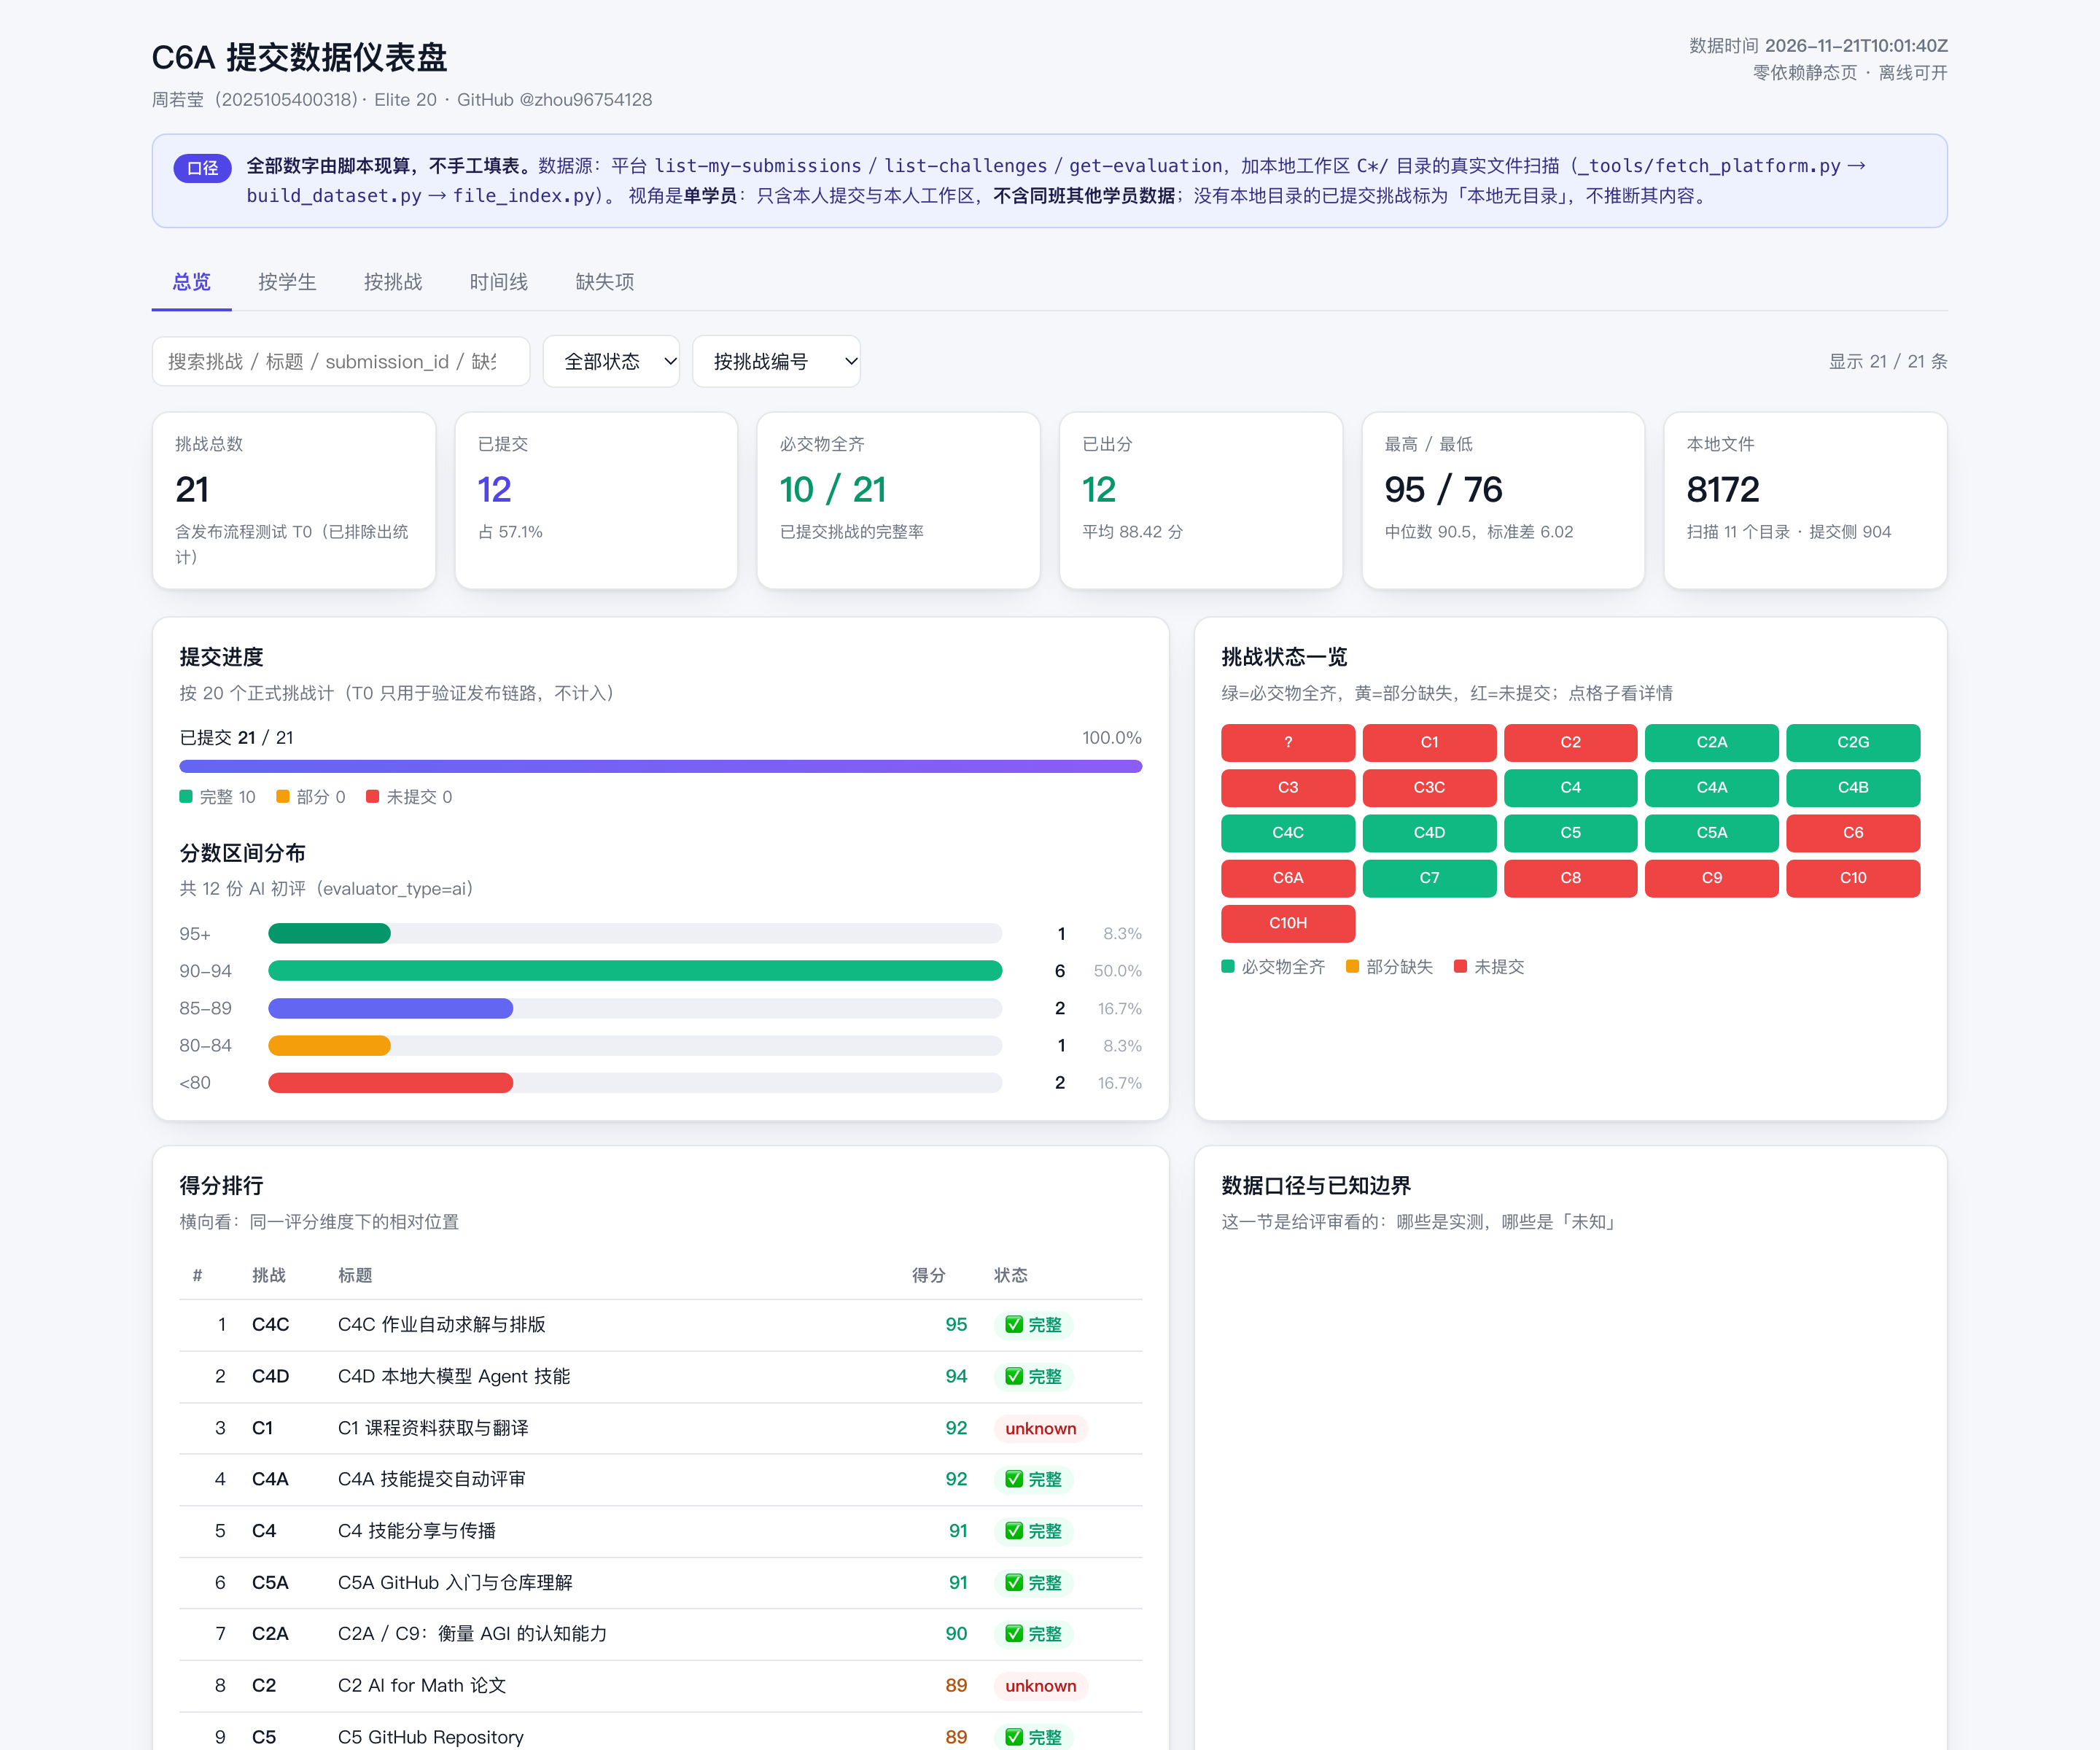 C6A 提交数据仪表盘
周若莹（2025105400318）· Elite 20 · GitHub @zhou96754128
数据时间 2026-11-21T10:01:40Z
零依赖静态页 · 离线可开
口径
全部数字由脚本现算，不手工填表。数据源：平台 list-my-submissions / list-challenges / get-evaluation，加本地工作区 C*/ 目录的真实文件扫描（_tools/fetch_platform.py →
build_dataset.py → file_index.py）。 视角是单学员：只含本人提交与本人工作区，不含同班其他学员数据；没有本地目录的已提交挑战标为「本地无目录」，不推断其内容。
总览 按学生 按挑战 时间线 缺失项
搜索挑战 / 标题 / submission_id / 缺
全部状态
按挑战编号
显示 21 / 21 条
挑战总数
21
含发布流程测试 T0（已排除出统
计）
已提交
12
占 57.1%
必交物全齐
10 / 21
已提交挑战的完整率
已出分
12
平均 88.42 分
最高 / 最低
95 / 76
中位数 90.5，标准差 6.02
本地文件
8172
扫描 11 个目录 · 提交侧 904
提交进度
按 20 个正式挑战计（T0 只用于验证发布链路，不计入）
已提交 21 / 21 100.0%
完整 10 部分 0 未提交 0
分数区间分布
共 12 份 AI 初评（evaluator_type=ai）
95+ 1 8.3%
90–94 6 50.0%
85–89 2 16.7%
80–84 1 8.3%
<80 2 16.7%
挑战状态一览
绿=必交物全齐，黄=部分缺失，红=未提交；点格子看详情
? C1 C2 C2A C2G
C3 C3C C4 C4A C4B
C4C C4D C5 C5A C6
C6A C7 C8 C9 C10
C10H
必交物全齐 部分缺失 未提交
得分排行
横向看：同一评分维度下的相对位置
# 挑战 标题 得分 状态
1 C4C C4C 作业自动求解与排版 95 ✅ 完整
2 C4D C4D 本地大模型 Agent 技能 94 ✅ 完整
3 C1 C1 课程资料获取与翻译 92 unknown
4 C4A C4A 技能提交自动评审 92 ✅ 完整
5 C4 C4 技能分享与传播 91 ✅ 完整
6 C5A C5A GitHub 入门与仓库理解 91 ✅ 完整
7 C2A C2A / C9：衡量 AGI 的认知能力 90 ✅ 完整
8 C2 C2 AI for Math 论文 89 unknown
9 C5 C5 GitHub Repository 89 ✅ 完整
数据口径与已知边界
这一节是给评审看的：哪些是实测，哪些是「未知」